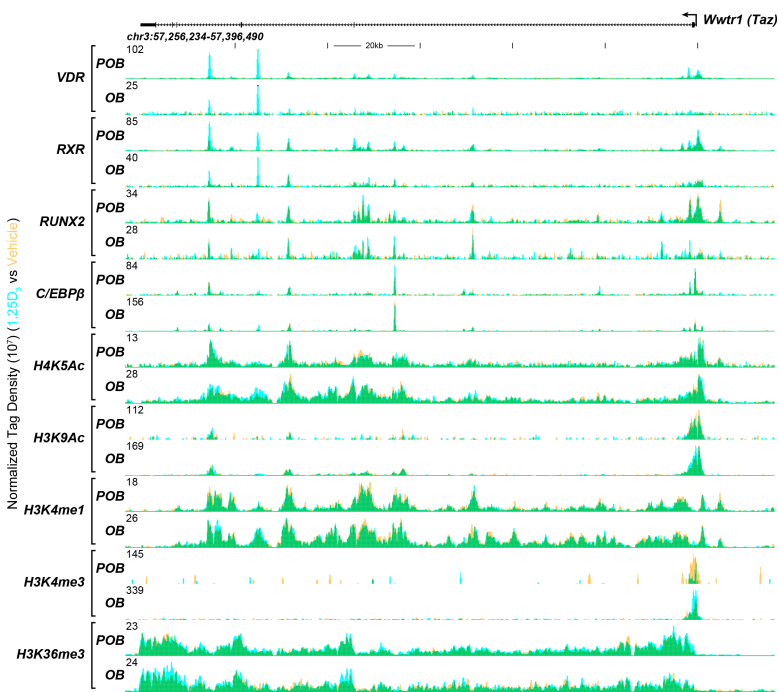 Wwtr1 (Taz)
chr3:57,256,234-57,396,490
20kb
Normalized Tag Density (10⁷) (1,25D₃ vs Vehicle)
VDR
POB
102
OB
25
RXR
POB
85
OB
40
RUNX2
POB
34
OB
28
C/EBPβ
POB
84
OB
156
H4K5Ac
POB
13
OB
28
H3K9Ac
POB
112
OB
169
H3K4me1
POB
18
OB
26
H3K4me3
POB
145
OB
339
H3K36me3
POB
23
OB
24